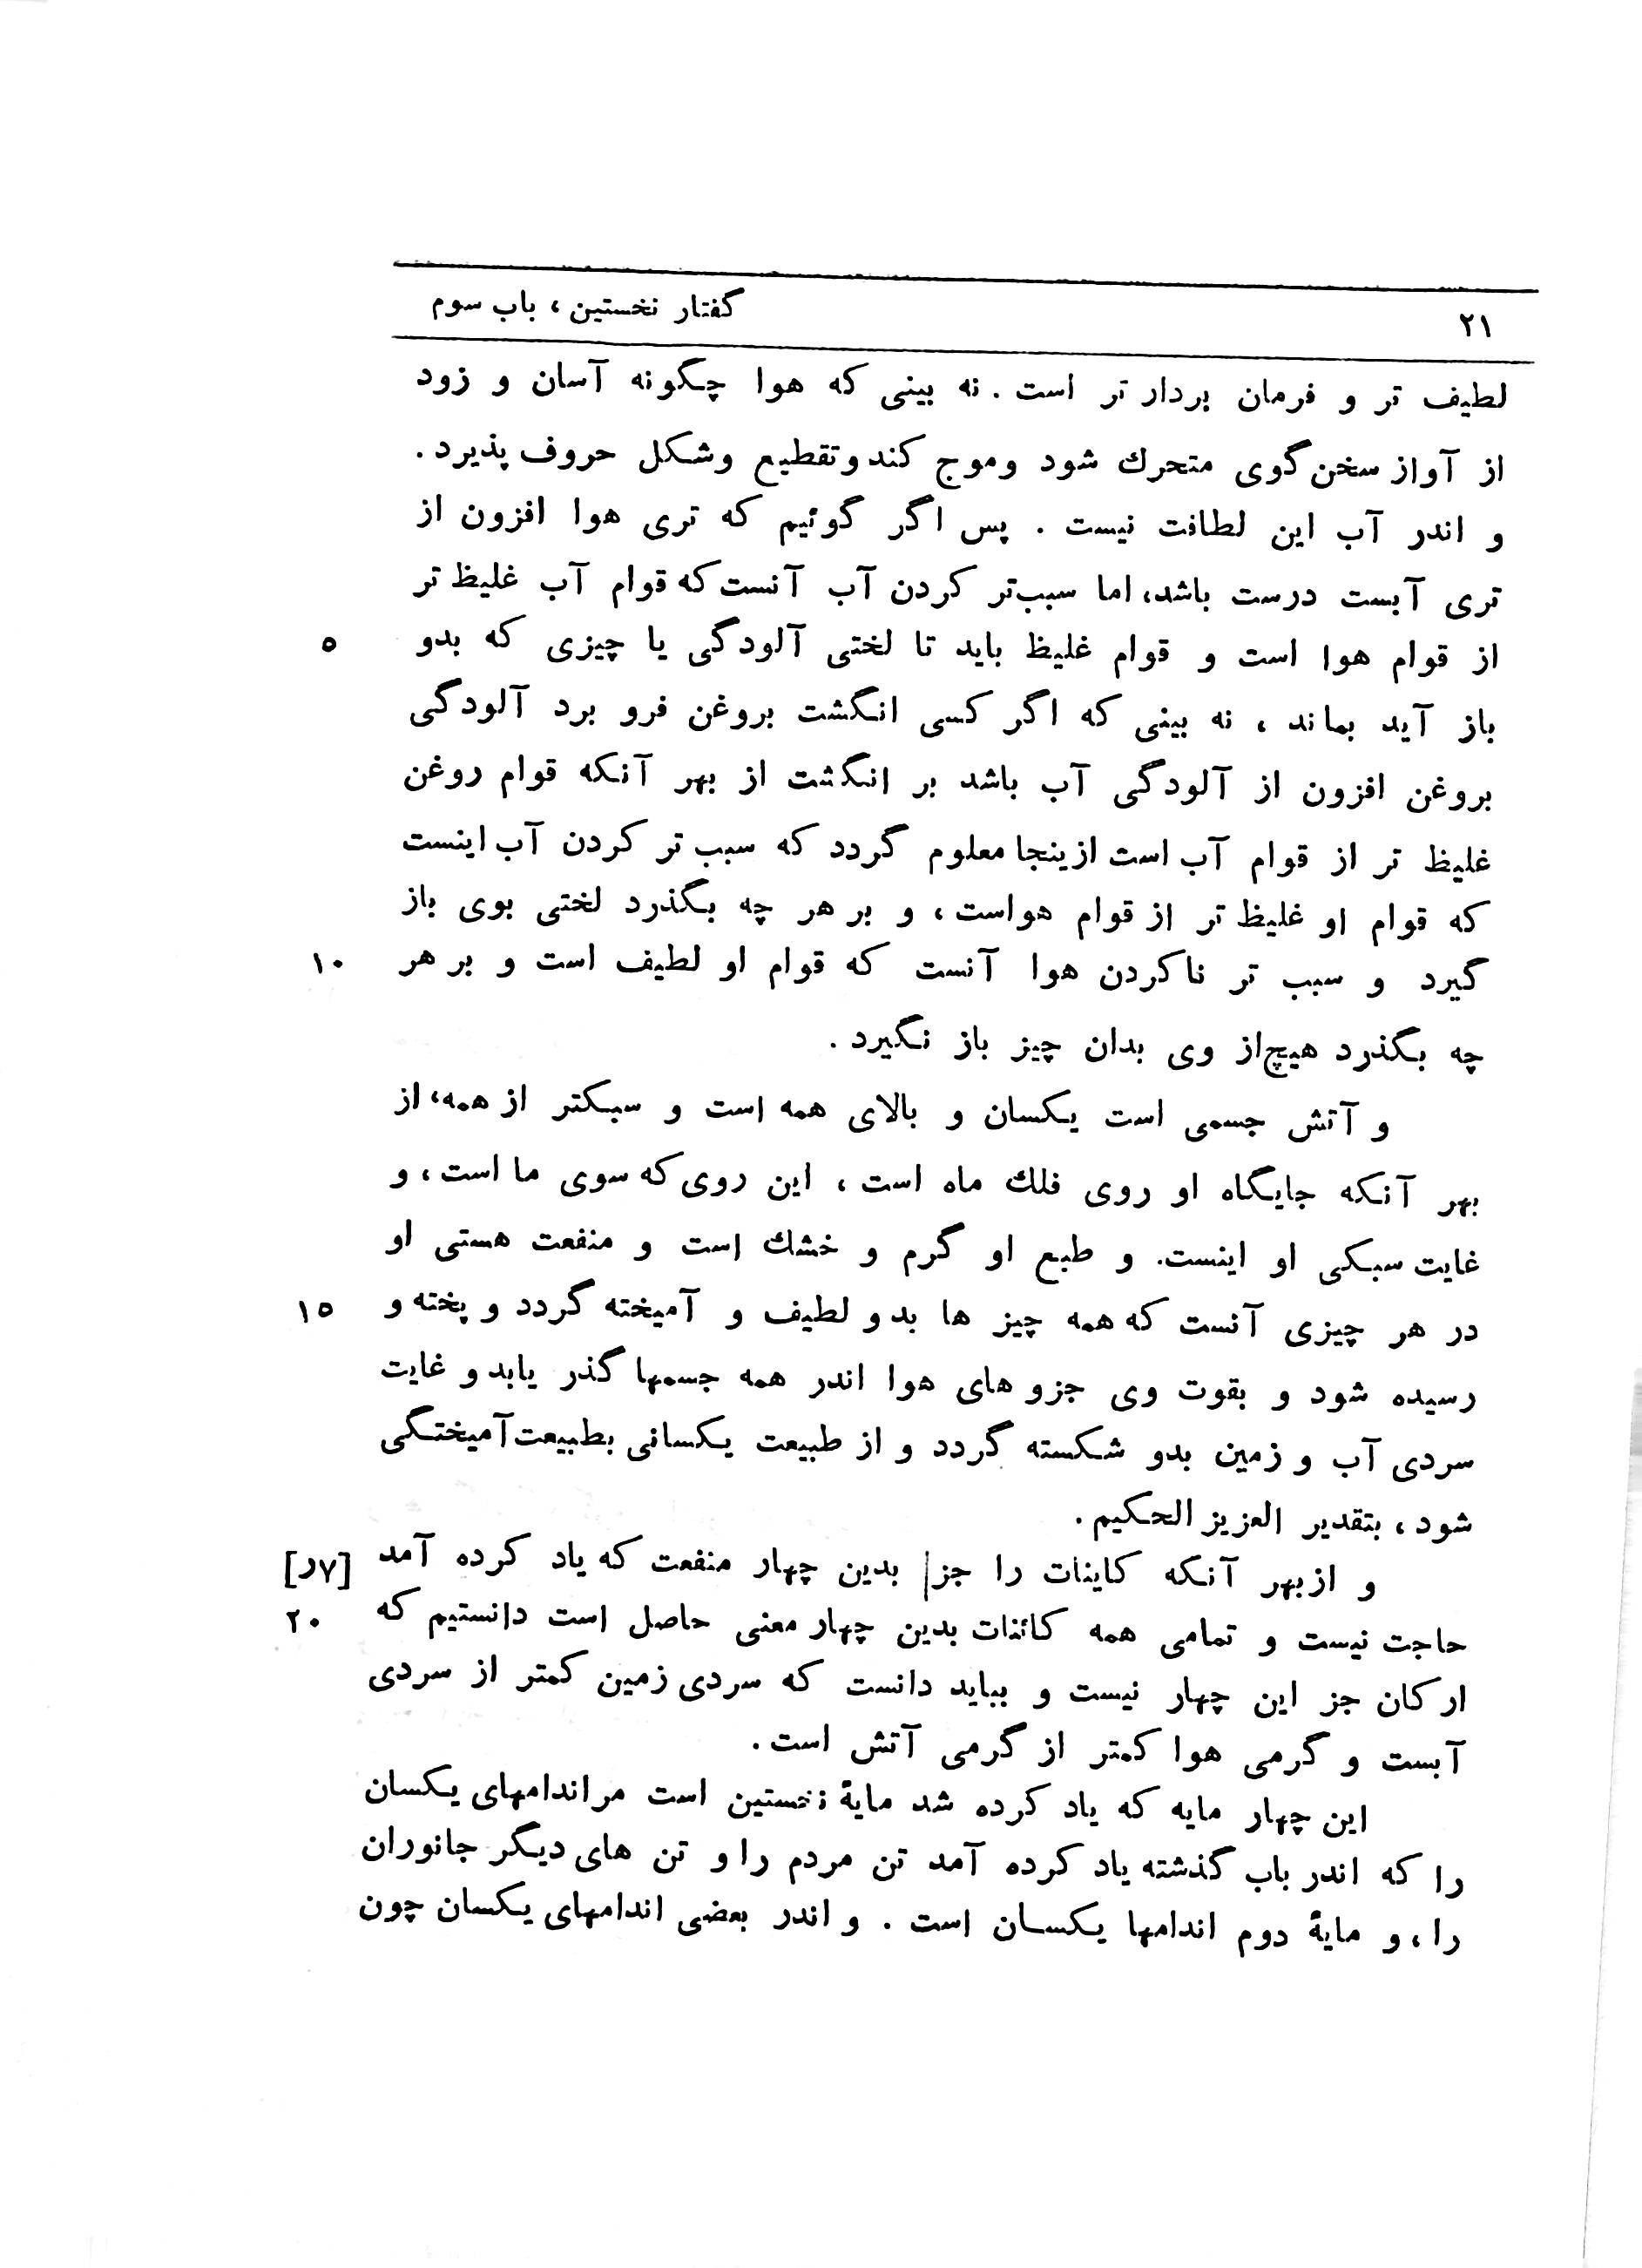 ۲۱ گفتار نخستین ، باب سوم
لطیف تر و فرمان بردار تر است . نه بینی که هوا چگونه آسان و زود
از آواز سخن گوی متحرك شود وموج کند وتقطیع وشکل حروف پذیرد .
و اندر آب این لطافت نیست . پس اگر گوئیم که تری هوا افزون از
تری آبست درست باشد، اما سبب‌تر کردن آب آنست که قوام آب غلیظ تر
از قوام هوا است و قوام غلیظ باید تا لختی آلودگی یا چیزی که بدو ۵
باز آید بماند ، نه بینی که اگر کسی انگشت بروغن فرو برد آلودگی
بروغن افزون از آلودگی آب باشد بر انگشت از بهر آنکه قوام روغن
غلیظ تر از قوام آب است ازینجا معلوم گردد که سبب تر کردن آب اینست
که قوام او غلیظ تر از قوام هواست ، و بر هر چه بگذرد لختی بوی باز
گیرد و سبب تر ناکردن هوا آنست که قوام او لطیف است و بر هر ۱۰
چه بگذرد هیچ‌از وی بدان چیز باز نگیرد .
و آتش جسمی است یکسان و بالای همه است و سبکتر از همه، از
بهر آنکه جایگاه او روی فلك ماه است ، این روی که سوی ما است ، و
غایت سبکی او اینست. و طبع او گرم و خشك است و منفعت هستی او
در هر چیزی آنست که همه چیز ها بدو لطیف و آمیخته گردد و پخته و ۱۵
رسیده شود و بقوت وی جزو های هوا اندر همه جسمها گذر یابد و غایت
سردی آب و زمین بدو شکسته گردد و از طبیعت یکسانی بطبیعت آمیختگی
شود ، بتقدیر العزیز الحکیم .
و از بهر آنکه کاینات را جز| بدین چهار منفعت که یاد کرده آمد [۷ر]
حاجت نیست و تمامی همه کائنات بدین چهار معنی حاصل است دانستیم که ۲۰
ارکان جز این چهار نیست و بباید دانست که سردی زمین کمتر از سردی
آبست و گرمی هوا کمتر از گرمی آتش است .
این چهار مایه که یاد کرده شد مایهٔ نخستین است مر اندامهای یکسان
را که اندر باب گذشته یاد کرده آمد تن مردم را و تن های دیگر جانوران
را ، و مایهٔ دوم اندامها یکسان است . و اندر بعضی اندامهای یکسان چون